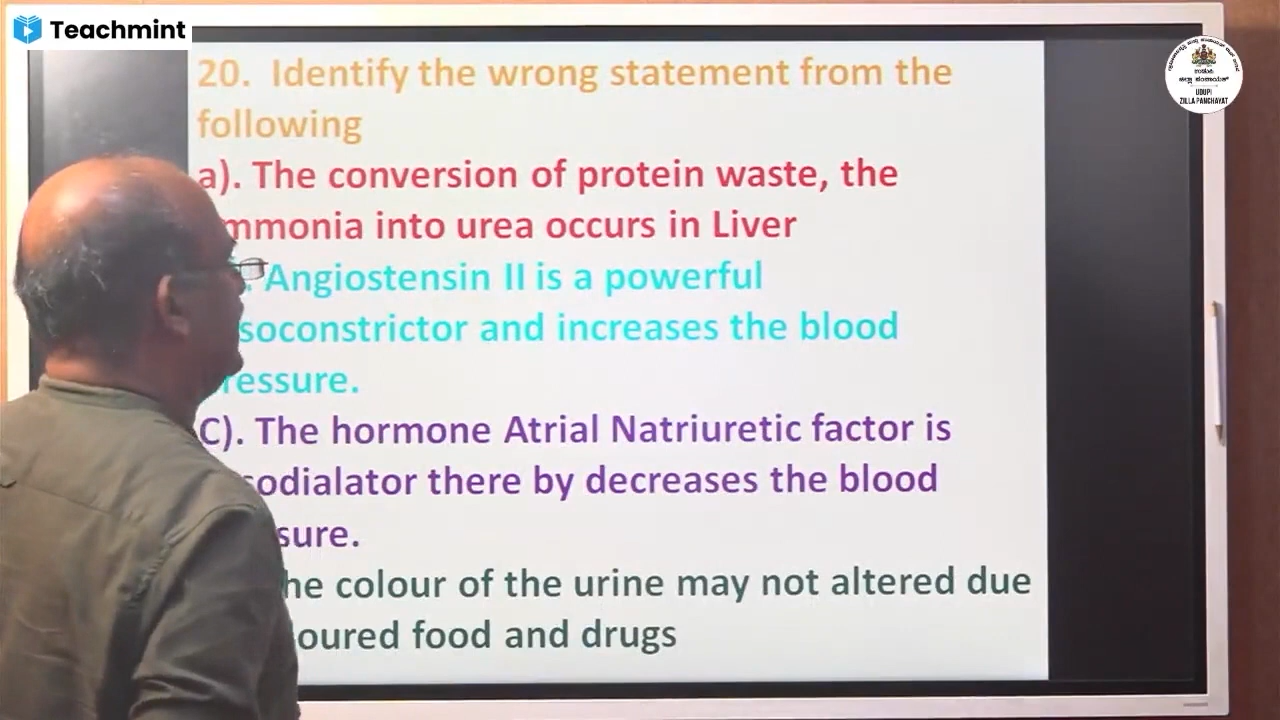 Teachmint
20. Identify the wrong statement from the
following
a). The conversion of protein waste, the
mmonia into urea occurs in Liver
. Angiostensin II is a powerful
soconstrictor and increases the blood
ressure.
C). The hormone Atrial Natriuretic factor is
sodialator there by decreases the blood
sure.
he colour of the urine may not altered due
oured food and drugs
UDUPI
ZILLA PANCHAYAT